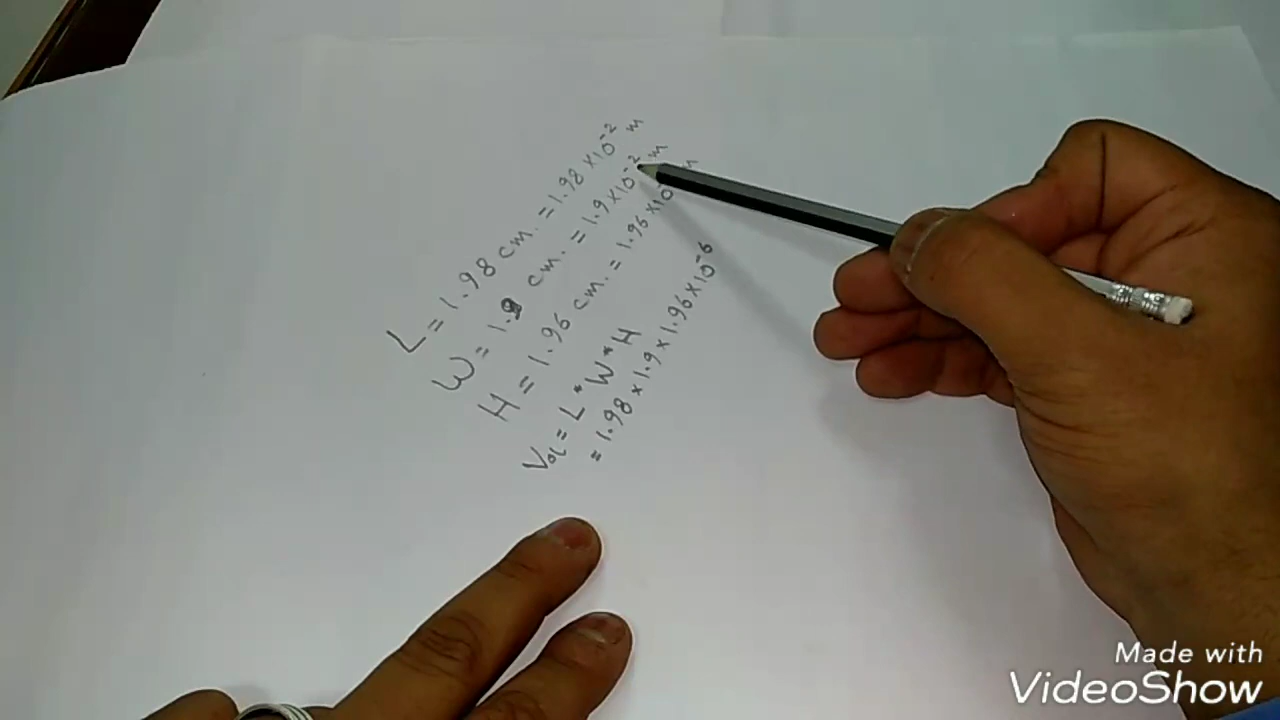 L = 1.98 cm. = 1.98 × 10⁻² m
W = 1.9 cm. = 1.9 × 10⁻² m
H = 1.96 cm. = 1.96 × 10 m
Vol = L * W * H
= 1.98 × 1.9 × 1.96 × 10⁻⁶
Made with
VideoShow